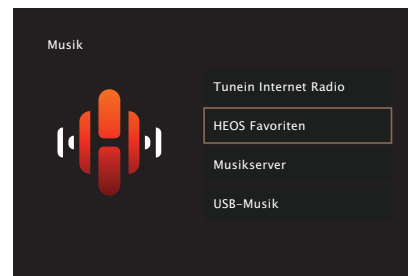 Musik
Tunein Internet Radio
HEOS Favoriten
Musikserver
USB-Musik